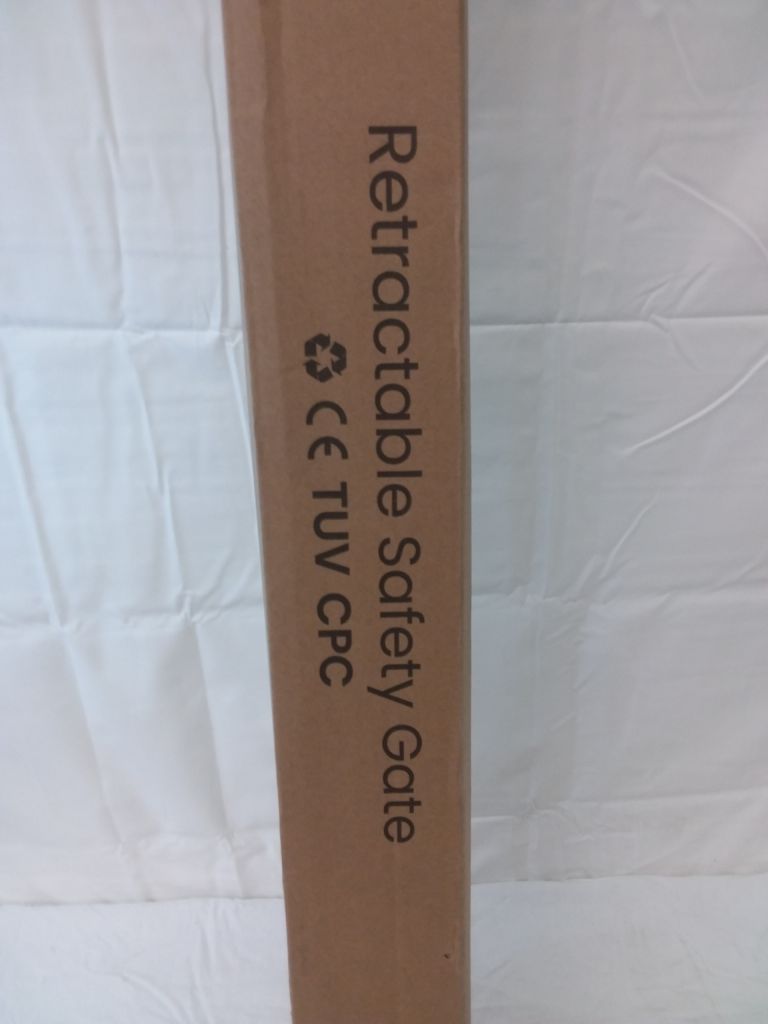 Retractable Safety Gate
♻ CE TUV CPC